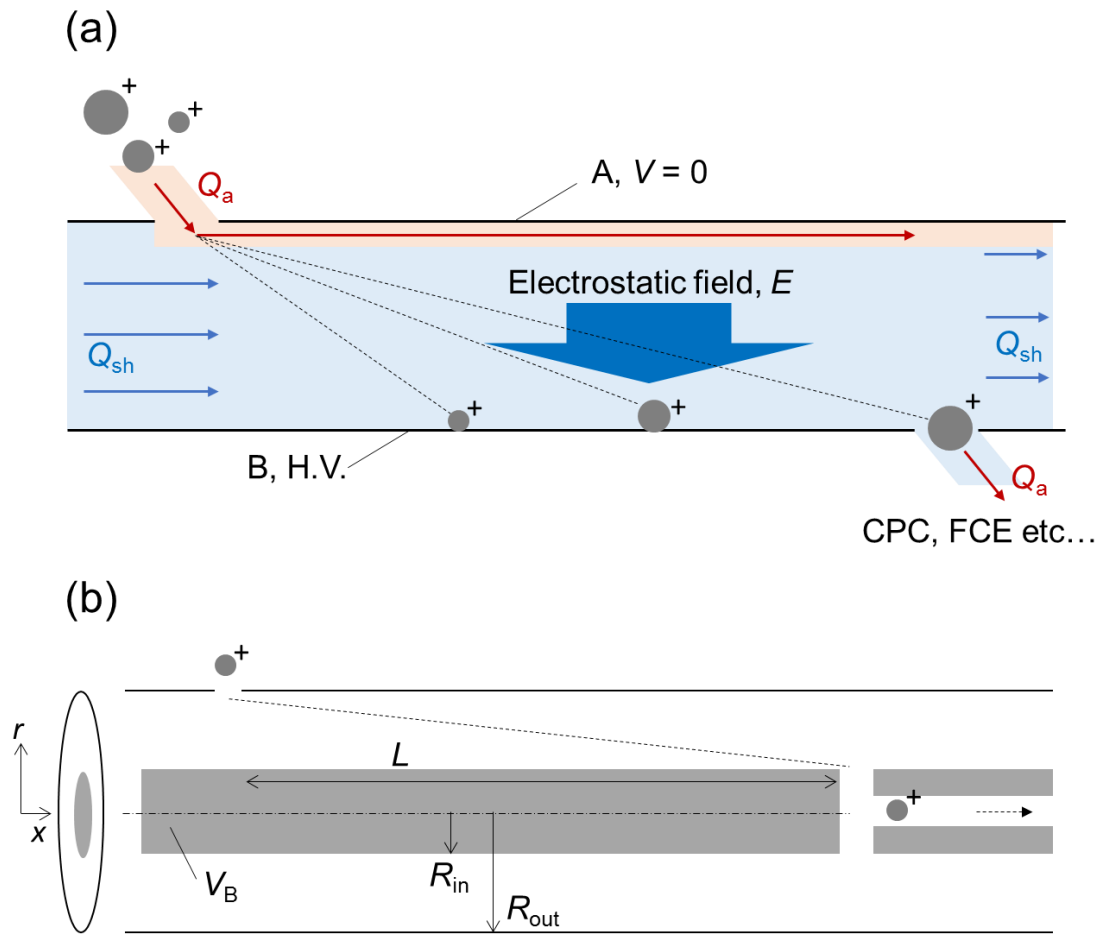 (a)
+
+
+
Qa
A, V = 0
Electrostatic field, E
Qsh
Qsh
+
+
+
B, H.V.
Qa
CPC, FCE etc…
(b)
+
r
L
+
x
VB
Rin
Rout